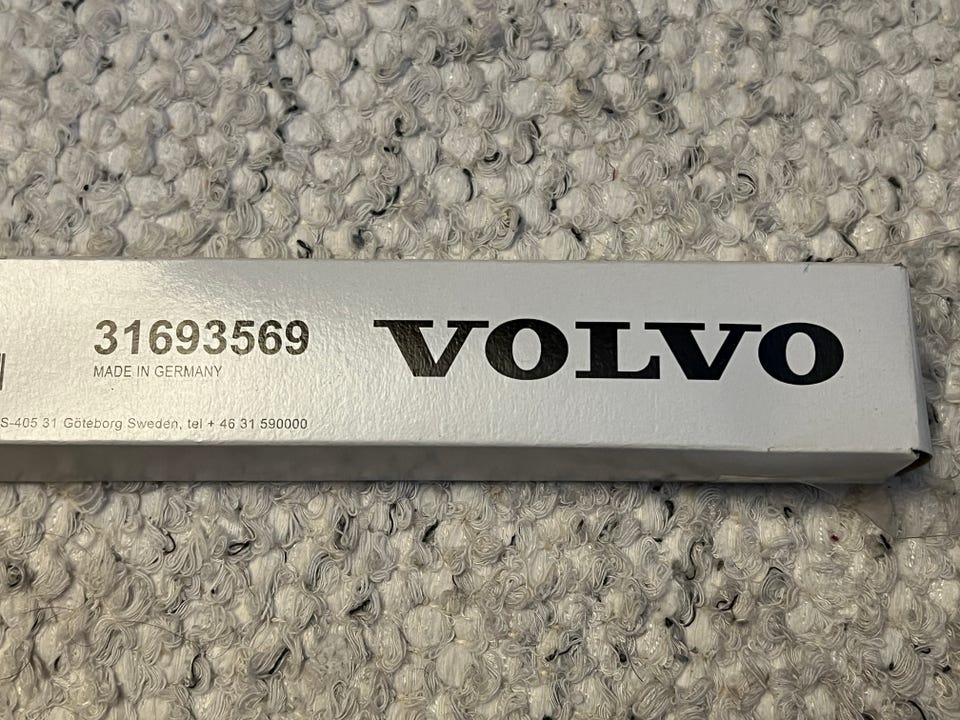 31693569
VOLVO
MADE IN GERMANY
S-405 31 Göteborg Sweden, tel + 46 31 590000